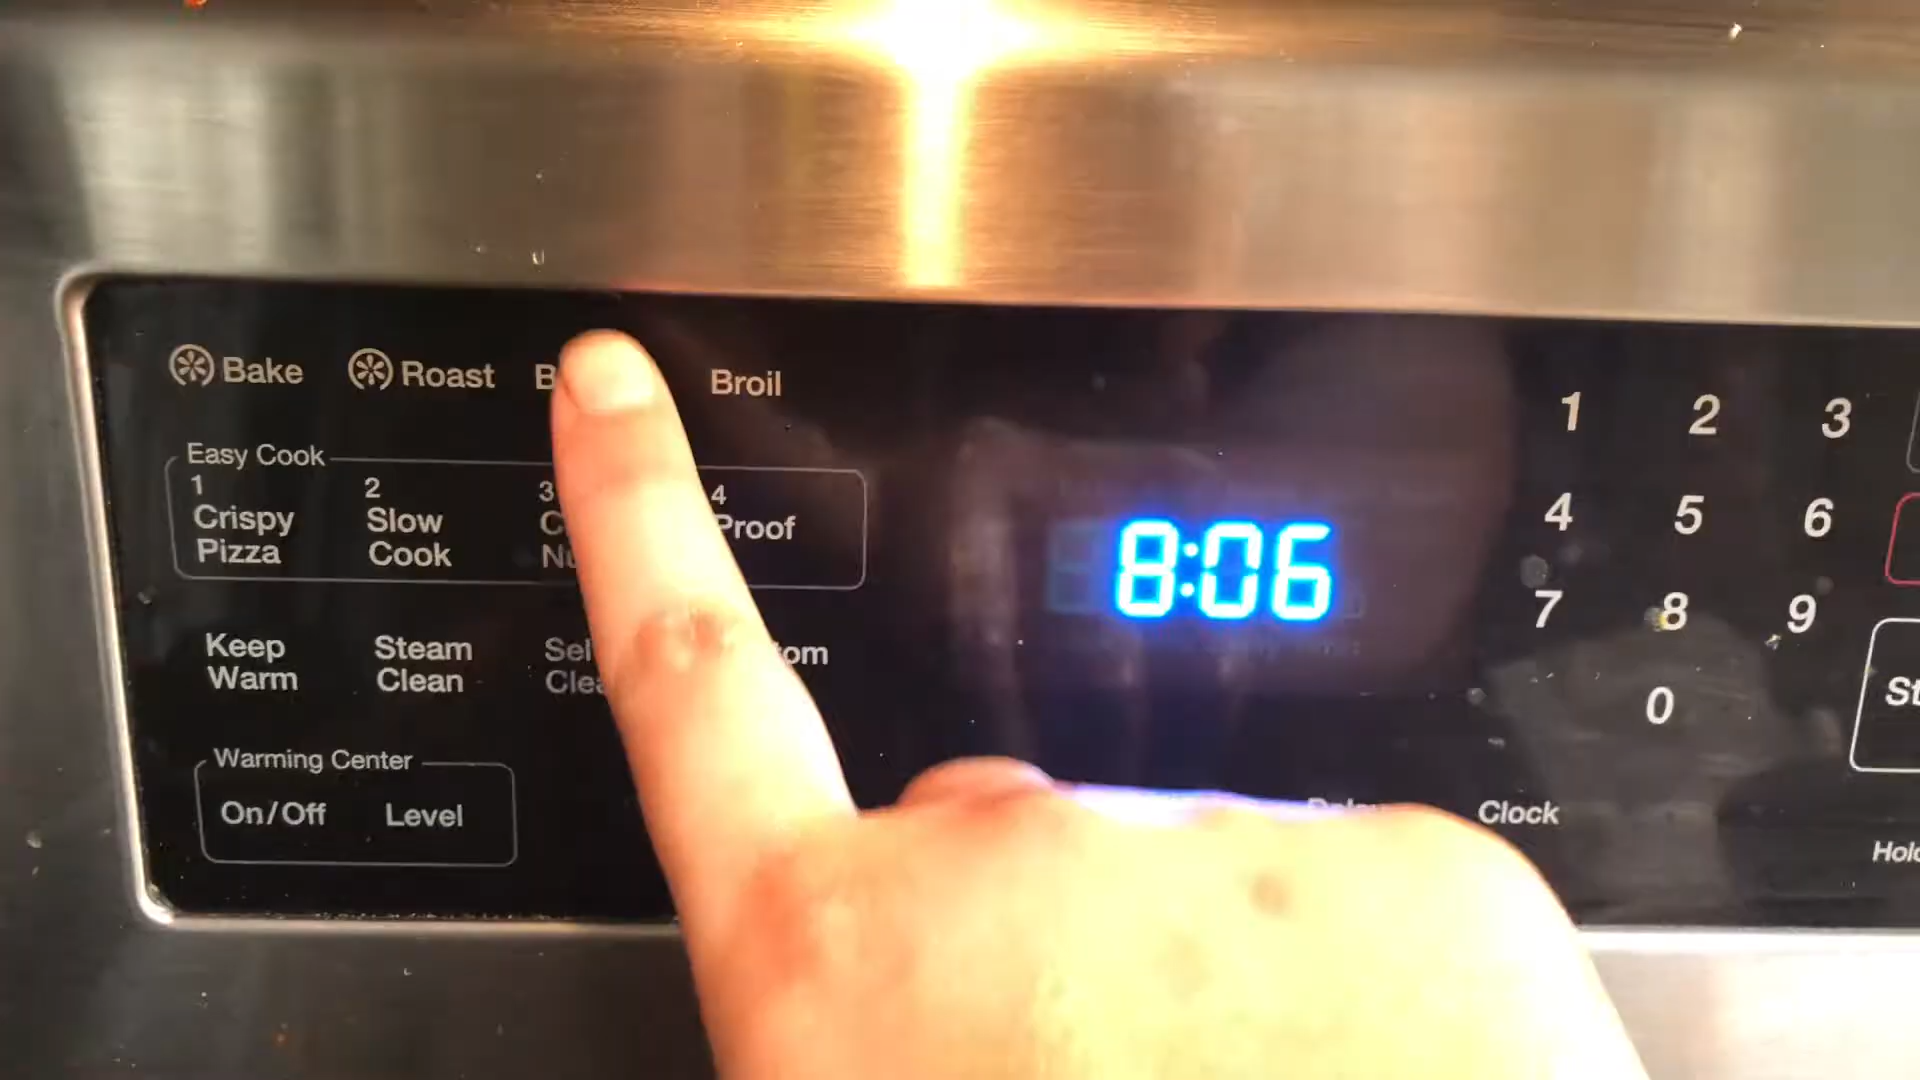 Bake Roast Broil
Easy Cook
1 2 3 4
Crispy Pizza
Slow Cook
Proof
Keep Warm
Steam Clean
Warming Center
On/Off Level
8:06
1 2 3
4 5 6
7 8 9
0
Clock